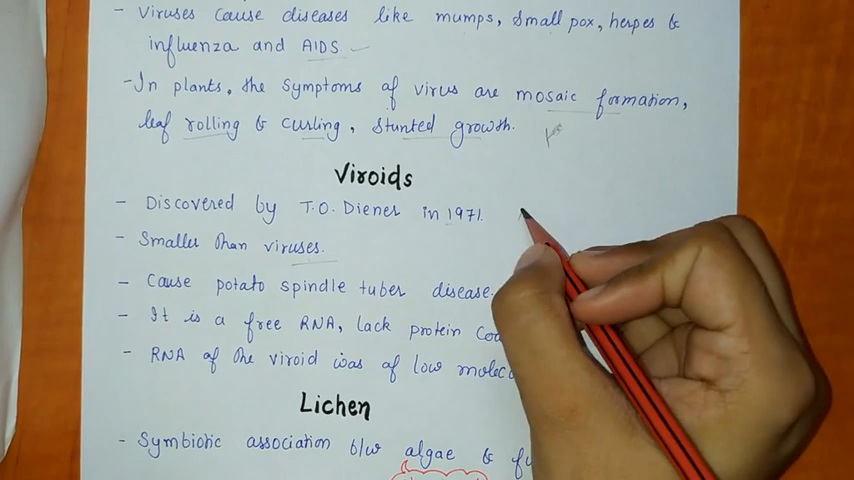 - Viruses cause diseases like mumps, small pox, herpes &
influenza and AIDS
- In plants, the symptoms of virus are mosaic formation,
leaf rolling & curling, stunted growth.
Viroids
- Discovered by T.O. Diener in 1971.
- Smaller than viruses.
- Cause potato spindle tuber disease.
- It is a free RNA, lack protein
- RNA of the viroid was of low
Lichen
- Symbiotic association b/w algae &